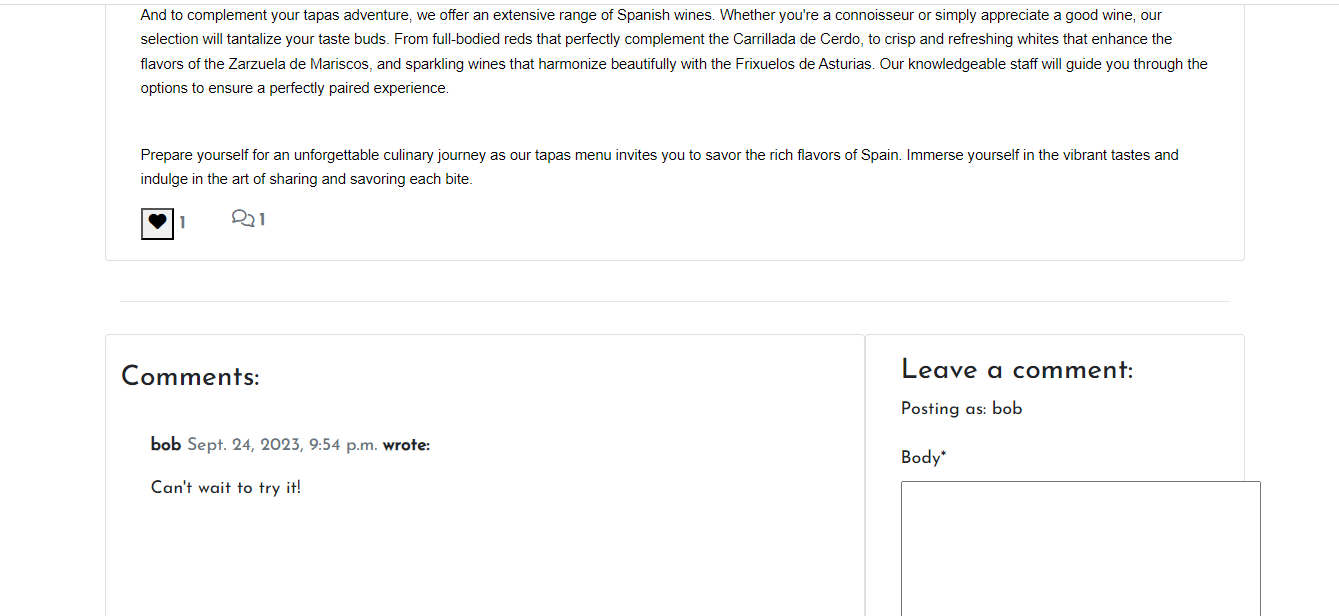 And to complement your tapas adventure, we offer an extensive range of Spanish wines. Whether you're a connoisseur or simply appreciate a good wine, our
selection will tantalize your taste buds. From full-bodied reds that perfectly complement the Carrillada de Cerdo, to crisp and refreshing whites that enhance the
flavors of the Zarzuela de Mariscos, and sparkling wines that harmonize beautifully with the Frixuelos de Asturias. Our knowledgeable staff will guide you through the
options to ensure a perfectly paired experience.
Prepare yourself for an unforgettable culinary journey as our tapas menu invites you to savor the rich flavors of Spain. Immerse yourself in the vibrant tastes and
indulge in the art of sharing and savoring each bite.
1 1
Comments:
bob Sept. 24, 2023, 9:54 p.m. wrote:
Can't wait to try it!
Leave a comment:
Posting as: bob
Body*